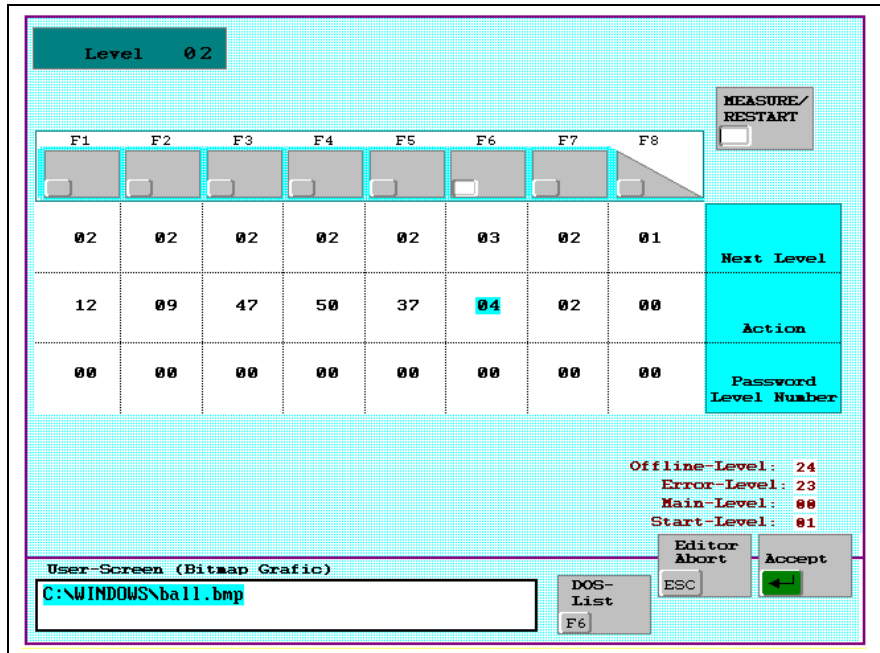 Level 02
MEASURE/
RESTART
F1 F2 F3 F4 F5 F6 F7 F8
02 02 02 02 02 03 02 01
Next Level
12 09 47 50 37 04 02 00
Action
00 00 00 00 00 00 00 00
Password
Level Number
Offline-Level: 24
Error-Level: 23
Main-Level: 00
Start-Level: 01
Editor
Abort
ESC
Accept
User-Screen (Bitmap Grafic)
C:\WINDOWS\ball.bmp
DOS-
List
F6